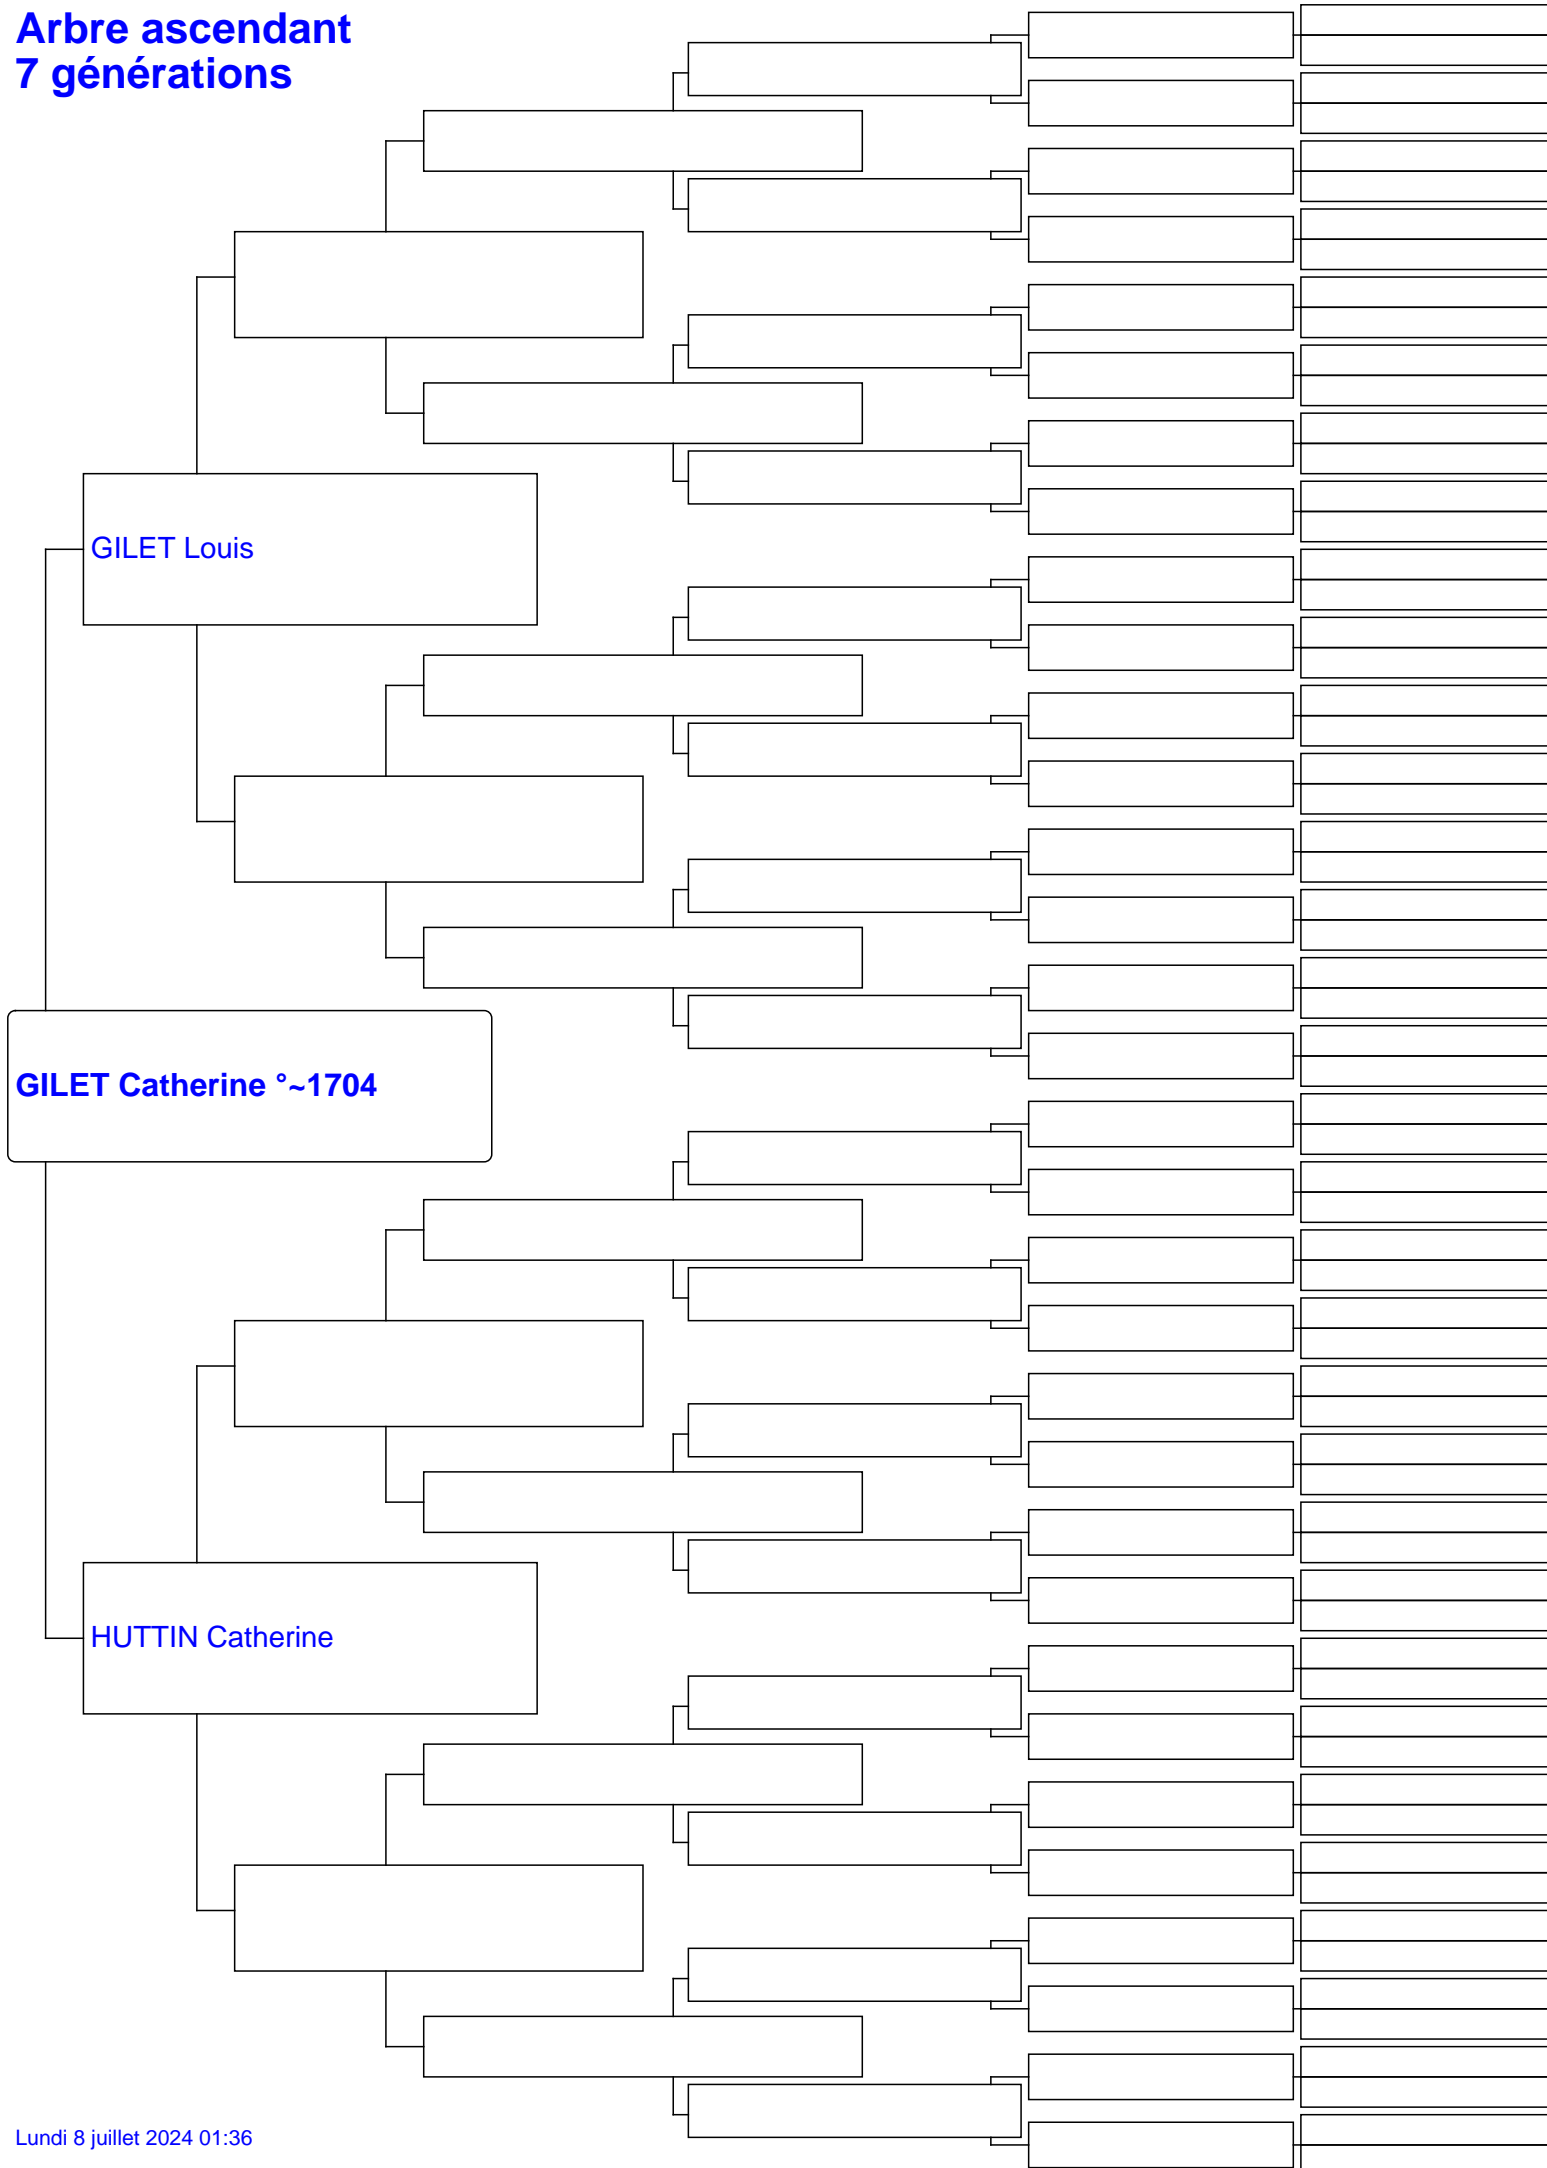 Arbre ascendant
7 générations
GILET Louis
GILET Catherine °~1704
HUTTIN Catherine
Lundi 8 juillet 2024 01:36